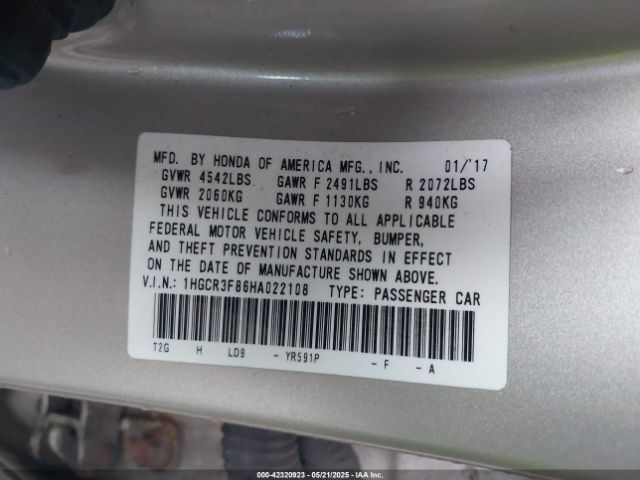 MFD. BY HONDA OF AMERICA MFG., INC. 01/'17
GVWR 4542LBS GAWR F 2491LBS R 2072LBS
GVWR 2060KG GAWR F 1130KG R 940KG
THIS VEHICLE CONFORMS TO ALL APPLICABLE
FEDERAL MOTOR VEHICLE SAFETY, BUMPER,
AND THEFT PREVENTION STANDARDS IN EFFECT
ON THE DATE OF MANUFACTURE SHOWN ABOVE.
V.I.N.: 1HGCR3F86HA022108 TYPE: PASSENGER CAR
T2G H LD9 - YR591P - F - A
000-42320923 - 05/21/2025 - IAAI.com